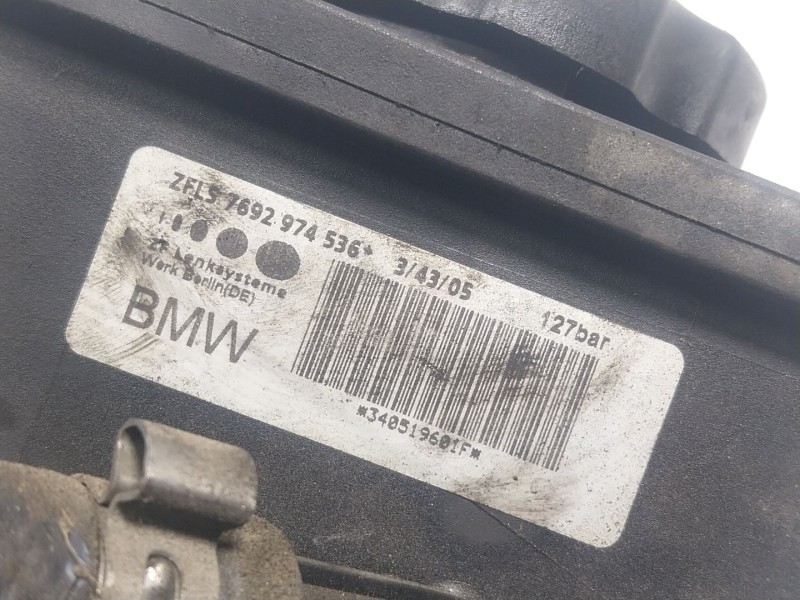 ZFLS 7692 974 536* 3/43/05 127bar
ZF Lenksysteme
Werk Berlin(DE)
BMW
*340519601F*